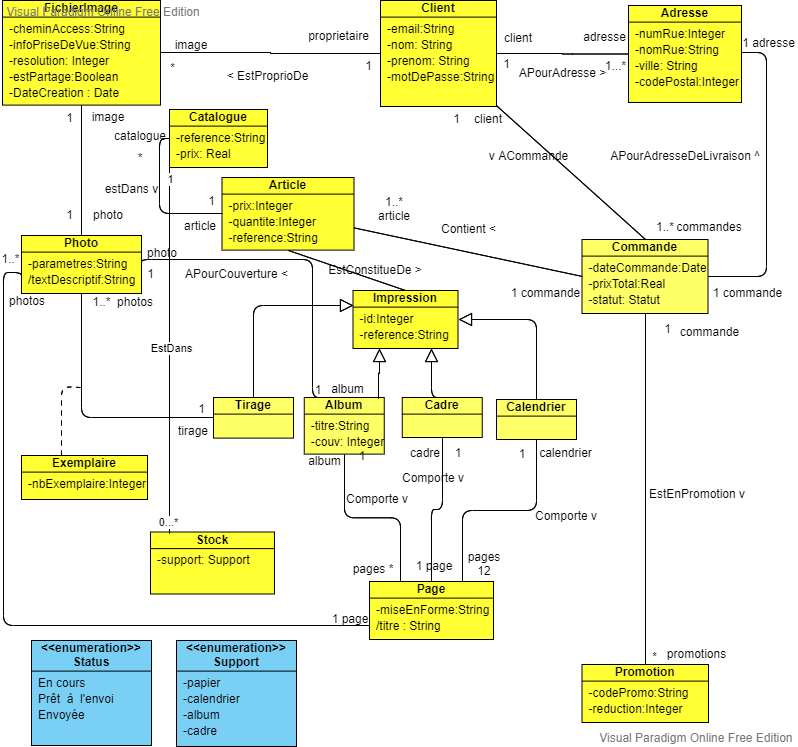 Visual Paradigm Online Free Edition
FichierImage
-cheminAccess:String
-infoPriseDeVue:String
-resolution: Integer
-estPartage:Boolean
-DateCreation : Date
image
proprietaire
*
1
< EstProprioDe
Client
-email:String
-nom: String
-prenom: String
-motDePasse:String
client
adresse
1
1...*
APourAdresse >
Adresse
-numRue:Integer
-nomRue:String
-ville: String
-codePostal:Integer
1 adresse
1
image
catalogue
*
Catalogue
-reference:String
-prix: Real
1
estDans v
1
article
Article
-prix:Integer
-quantite:Integer
-reference:String
1
client
v ACommande
APourAdresseDeLivraison ^
1..*
article
Contient <
1..* commandes
Commande
-dateCommande:Date
-prixTotal:Real
-statut: Statut
1 commande
1 commande
1
commande
1
photo
Photo
-parametres:String
/textDescriptif:String
1..*
photos
1..*
photos
photo
1
APourCouverture <
EstConstitueDe >
Impression
-id:Integer
-reference:String
EstDans
1
album
1
tirage
Tirage
Album
-titre:String
-couv: Integer
1
album
Cadre
cadre
1
Calendrier
1
calendrier
Exemplaire
-nbExemplaire:Integer
Comporte v
Comporte v
Comporte v
EstEnPromotion v
0...*
Stock
-support: Support
pages *
1 page
pages
12
Page
-miseEnForme:String
/titre : String
1 page
<<enumeration>>
Status
En cours
Prêt à l'envoi
Envoyée
<<enumeration>>
Support
-papier
-calendrier
-album
-cadre
*
promotions
Promotion
-codePromo:String
-reduction:Integer
Visual Paradigm Online Free Edition